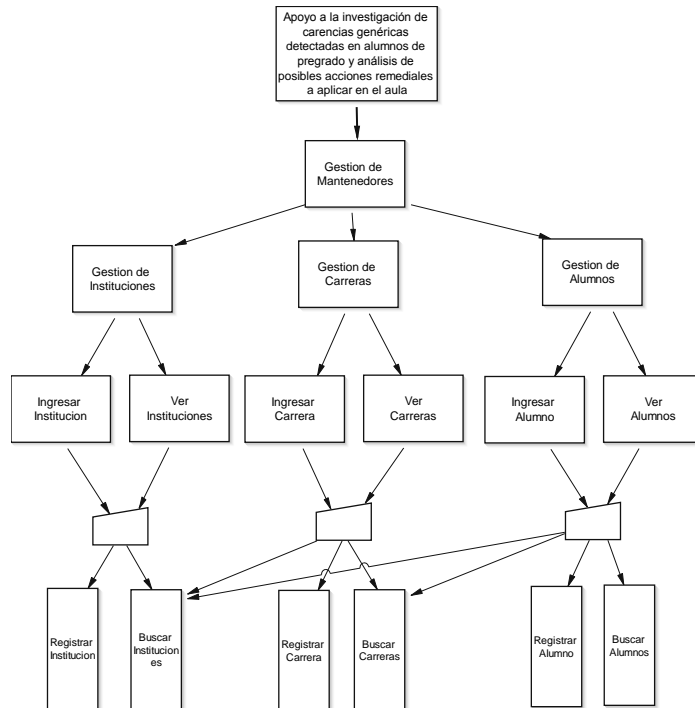 Apoyo a la investigación de
carencias genéricas
detectadas en alumnos de
pregrado y análisis de
posibles acciones remediales
a aplicar en el aula
Gestion de
Mantenedores
Gestion de
Instituciones
Gestion de
Carreras
Gestion de
Alumnos
Ingresar
Institucion
Ver
Instituciones
Ingresar
Carrera
Ver
Carreras
Ingresar
Alumno
Ver
Alumnos
Registrar
Institucion
Buscar
Institucion
es
Registrar
Carrera
Buscar
Carreras
Registrar
Alumno
Buscar
Alumnos